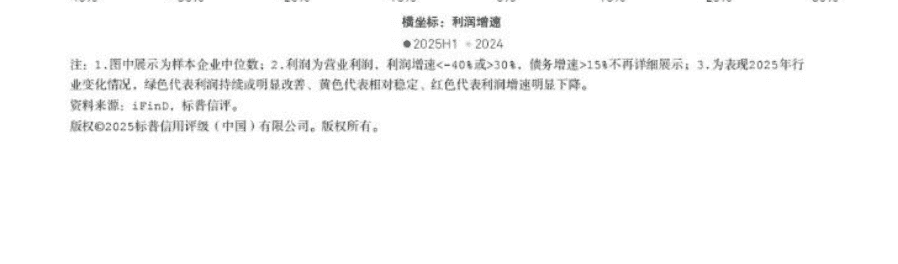 横坐标：利润增速
●2025H1 ●2024
注：1.图中展示为样本企业中位数；2.利润为营业利润，利润增速<-40%或>30%，债务增速>15%不再详细展示；3.为表现2025年行
业变化情况，绿色代表利润持续或明显改善、黄色代表相对稳定、红色代表利润增速明显下降。
资料来源：iFinD，标普信评。
版权©2025标普信用评级（中国）有限公司。版权所有。